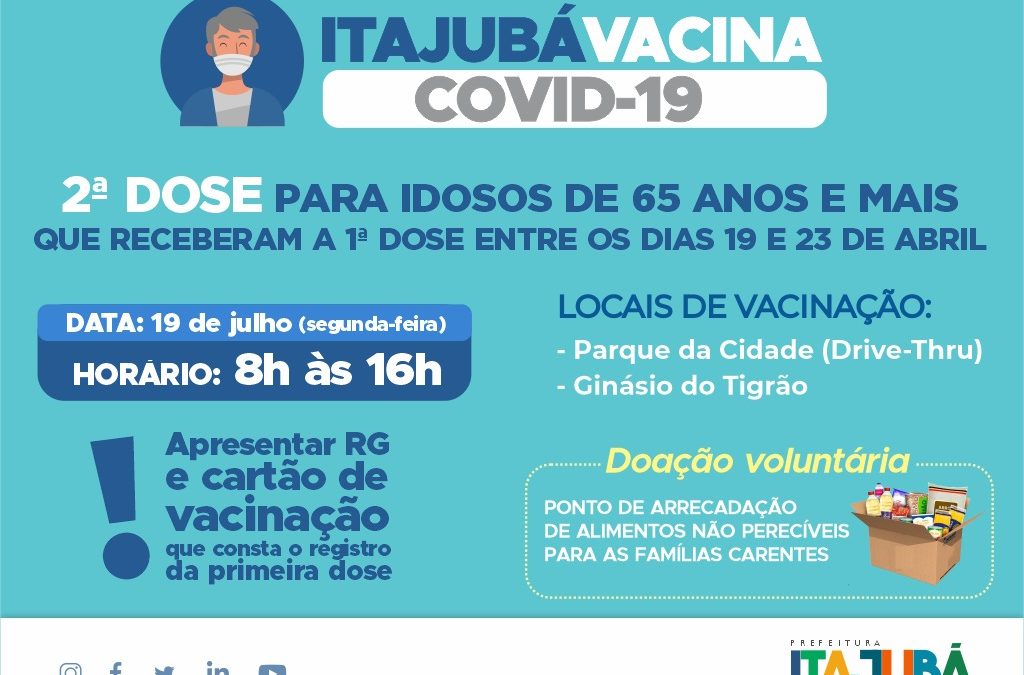 ITAJUBÁ VACINA
COVID-19
2ª DOSE PARA IDOSOS DE 65 ANOS E MAIS
QUE RECEBERAM A 1ª DOSE ENTRE OS DIAS 19 E 23 DE ABRIL
DATA: 19 de julho (segunda-feira)
HORÁRIO: 8h às 16h
! Apresentar RG
e cartão de
vacinação
que consta o registro
da primeira dose
LOCAIS DE VACINAÇÃO:
- Parque da Cidade (Drive-Thru)
- Ginásio do Tigrão
Doação voluntária
PONTO DE ARRECADAÇÃO
DE ALIMENTOS NÃO PERECÍVEIS
PARA AS FAMÍLIAS CARENTES
PREFEITURA
ITAJUBÁ